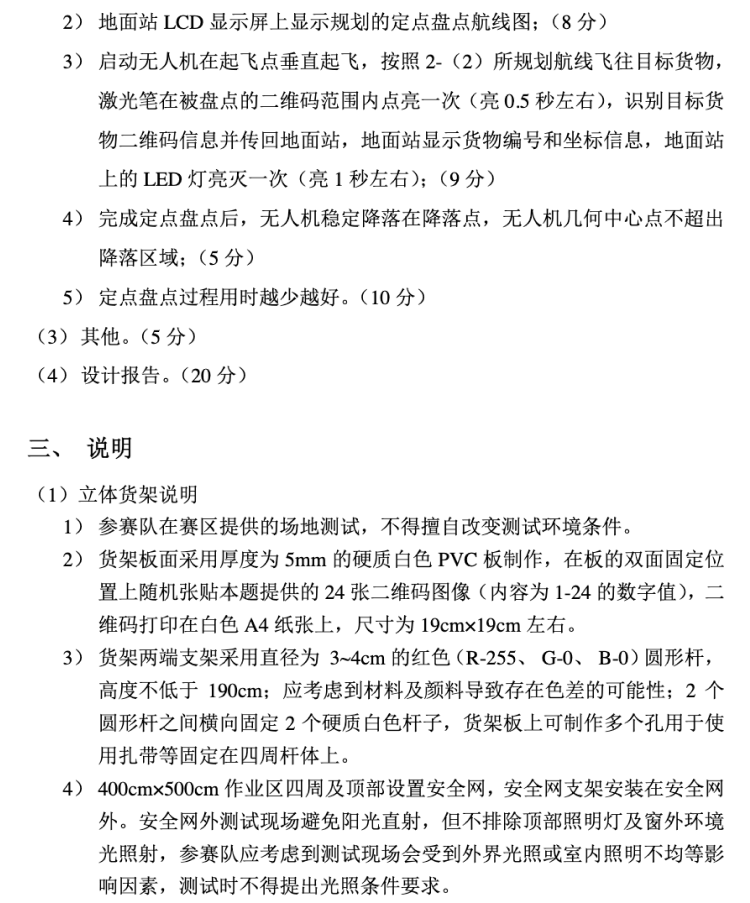 2） 地面站 LCD 显示屏上显示规划的定点盘点航线图；（8 分）
3） 启动无人机在起飞点垂直起飞，按照 2-（2）所规划航线飞往目标货物，
激光笔在被盘点的二维码范围内点亮一次（亮 0.5 秒左右），识别目标货
物二维码信息并传回地面站，地面站显示货物编号和坐标信息，地面站
上的 LED 灯亮灭一次（亮 1 秒左右）；（9 分）
4） 完成定点盘点后，无人机稳定降落在降落点，无人机几何中心点不超出
降落区域；（5 分）
5） 定点盘点过程用时越少越好。（10 分）
（3） 其他。（5 分）
（4） 设计报告。（20 分）
三、 说明
（1）立体货架说明
1） 参赛队在赛区提供的场地测试，不得擅自改变测试环境条件。
2） 货架板面采用厚度为 5mm 的硬质白色 PVC 板制作，在板的双面固定位
置上随机张贴本题提供的 24 张二维码图像（内容为 1-24 的数字值），二
维码打印在白色 A4 纸张上，尺寸为 19cm×19cm 左右。
3） 货架两端支架采用直径为 3~4cm 的红色（R-255、 G-0、 B-0）圆形杆，
高度不低于 190cm；应考虑到材料及颜料导致存在色差的可能性；2 个
圆形杆之间横向固定 2 个硬质白色杆子，货架板上可制作多个孔用于使
用扎带等固定在四周杆体上。
4） 400cm×500cm 作业区四周及顶部设置安全网，安全网支架安装在安全网
外。安全网外测试现场避免阳光直射，但不排除顶部照明灯及窗外环境
光照射，参赛队应考虑到测试现场会受到外界光照或室内照明不均等影
响因素，测试时不得提出光照条件要求。